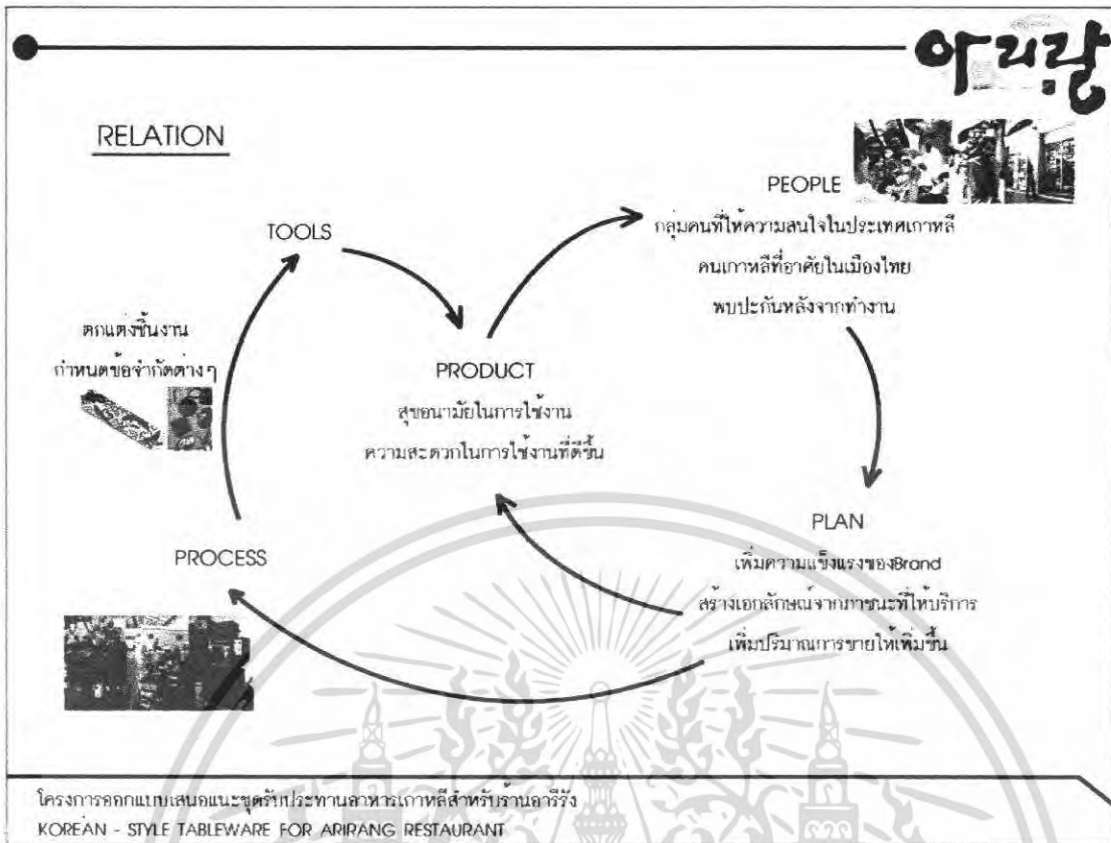 아리랑
RELATION
PEOPLE
กลุ่มคนที่ให้ความสนใจในประเทศเกาหลี
คนเกาหลีที่อาศัยในเมืองไทย
พบปะกันหลังจากทำงาน
TOOLS
ตกแต่งชิ้นงาน
กำหนดข้อจำกัดต่างๆ
PRODUCT
สุขอนามัยในการใช้งาน
ความสะดวกในการใช้งานที่ดีขึ้น
PLAN
เพิ่มความแข็งแรงของBrand
สร้างเอกลักษณ์จากภาชนะที่ให้บริการ
เพิ่มปริมาณการขายให้เพิ่มขึ้น
PROCESS
โครงการออกแบบเสนอแนะชุดรับประทานอาหารเกาหลีสำหรับร้านอารีรัง
KOREAN - STYLE TABLEWARE FOR ARIRANG RESTAURANT